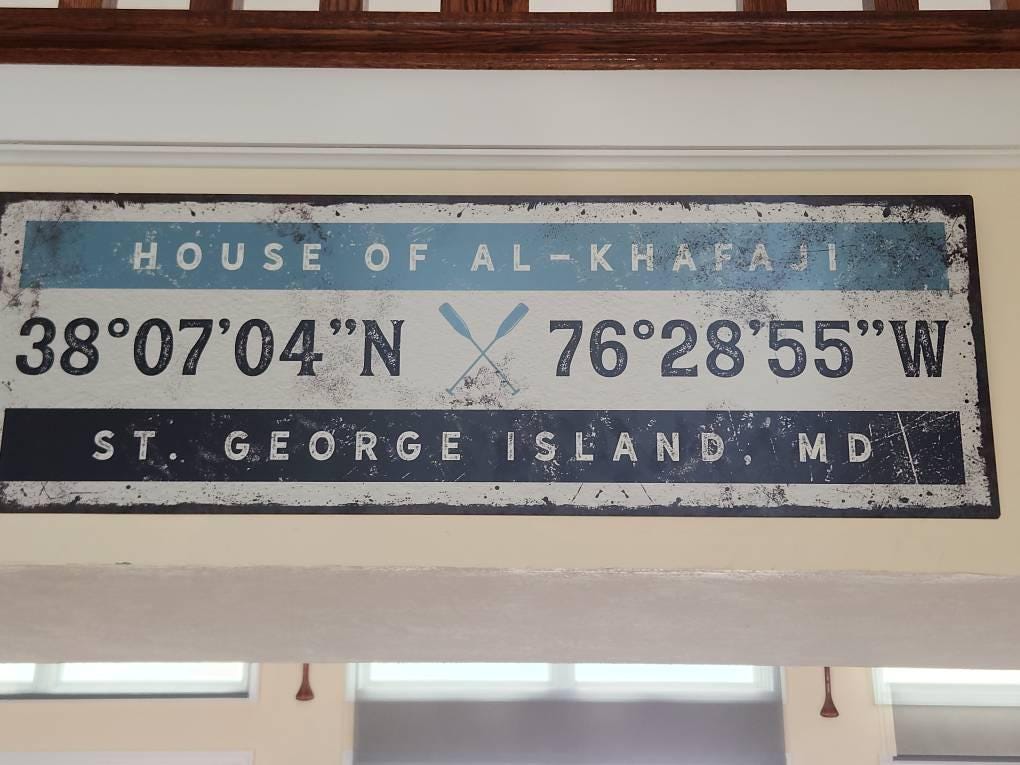 HOUSE OF AL-KHAFAJI
38°07’04”N 76°28’55”W
ST. GEORGE ISLAND, MD